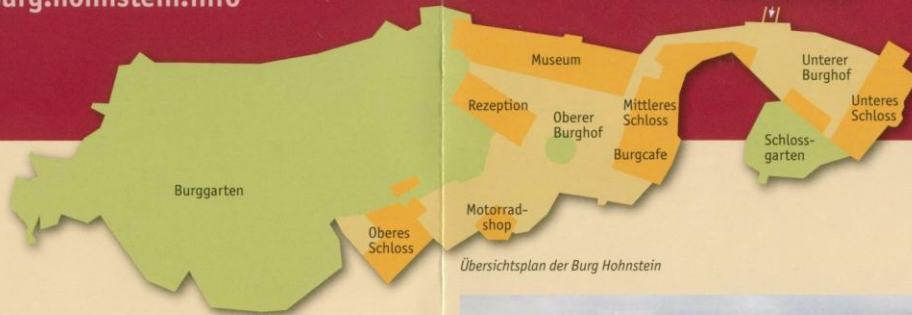 burg.hohnstein.info
Museum
Unterer
Burghof
Rezeption
Oberer
Burghof
Mittleres
Schloss
Unteres
Schloss
Schloss-
garten
Burgcafe
Burggarten
Motorrad-
shop
Oberes
Schloss
Übersichtsplan der Burg Hohnstein